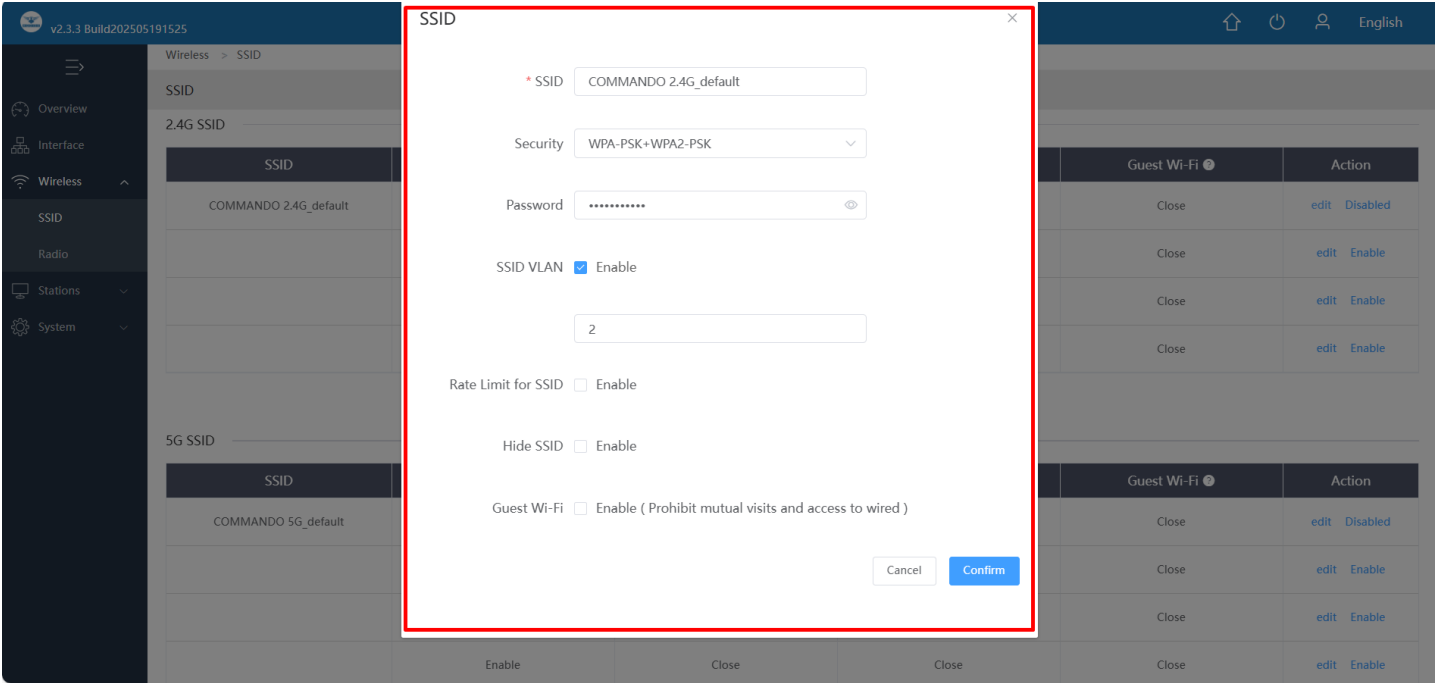 v2.3.3 Build202505191525
English
Wireless > SSID
SSID
Overview
Interface
Wireless
SSID
Radio
Stations
System
2.4G SSID
SSID Guest Wi-Fi Action
COMMANDO 2.4G_default Close edit Disabled
Close edit Enable
Close edit Enable
Close edit Enable
5G SSID
SSID Guest Wi-Fi Action
COMMANDO 5G_default Close edit Disabled
Close edit Enable
Close edit Enable
Enable Close Close Close edit Enable
SSID
* SSID COMMANDO 2.4G_default
Security WPA-PSK+WPA2-PSK
Password •••••••••••
SSID VLAN Enable
2
Rate Limit for SSID Enable
Hide SSID Enable
Guest Wi-Fi Enable ( Prohibit mutual visits and access to wired )
Cancel Confirm